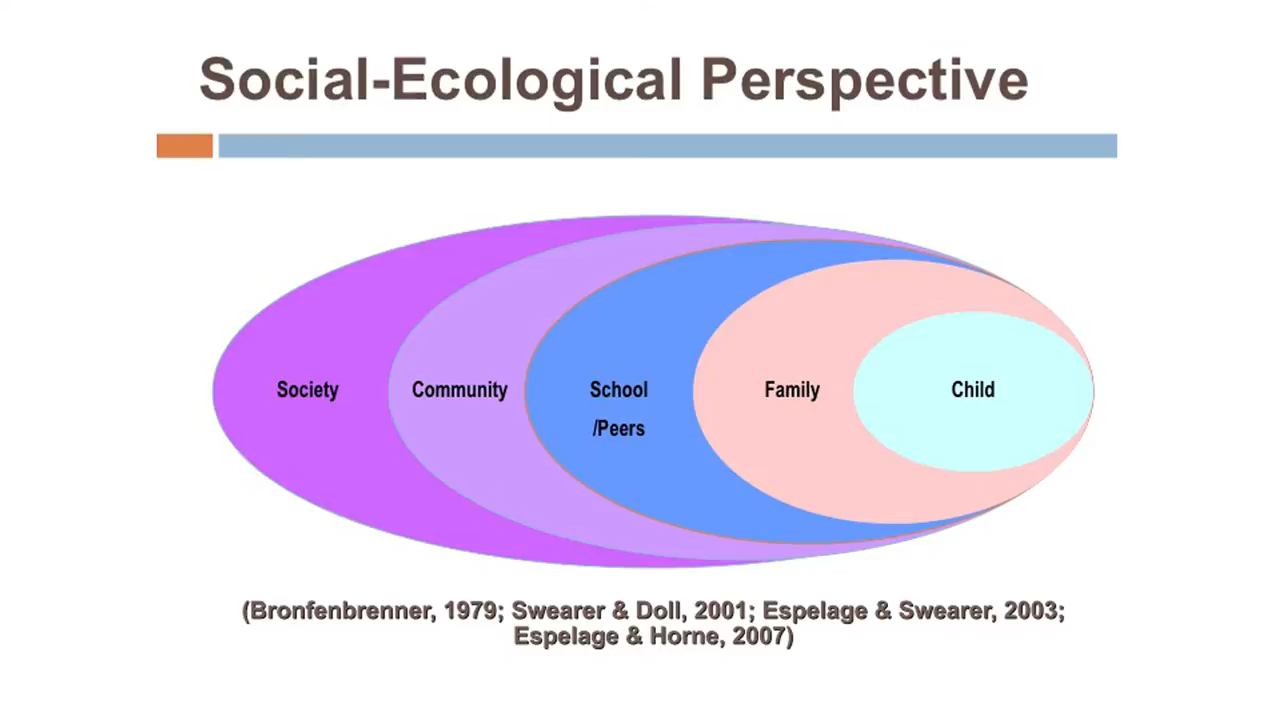 Social-Ecological Perspective
Society
Community
School
/Peers
Family
Child
(Bronfenbrenner, 1979; Swearer & Doll, 2001; Espelage & Swearer, 2003;
Espelage & Horne, 2007)